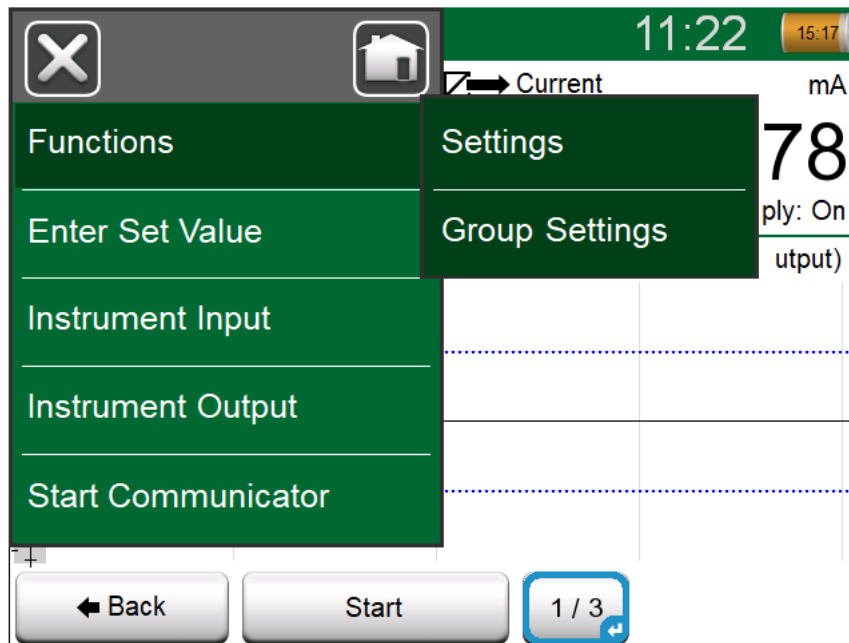 11:22
15:17
Current
mA
Functions
Settings
78
Enter Set Value
Group Settings
ply: On
utput)
Instrument Input
Instrument Output
Start Communicator
Back
Start
1 / 3